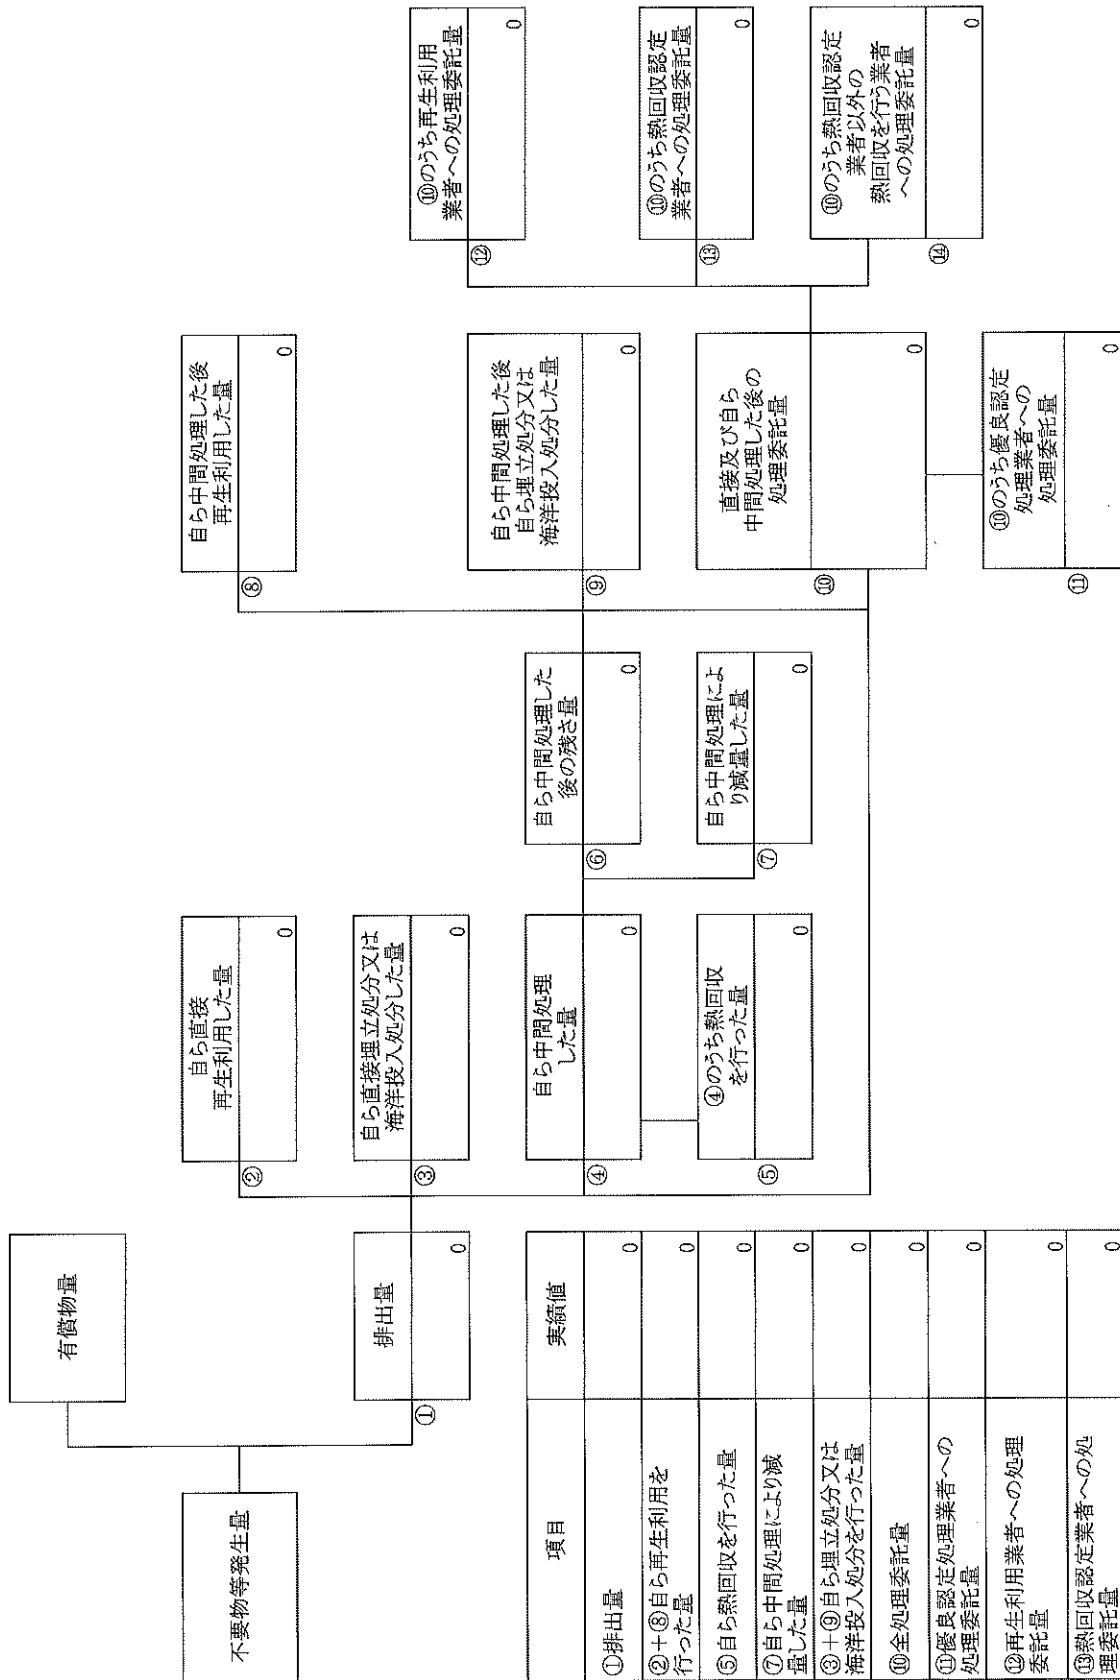 不要物等発生量
有償物量
排出量
①
0
自ら直接
再生利用した量
②
0
自ら直接埋立処分又は
海洋投入処分した量
③
0
自ら中間処理
した量
④
0
④のうち熱回収
を行った量
⑤
0
自ら中間処理した
後の残さ量
⑥
0
自ら中間処理によ
り減量した量
⑦
0
自ら中間処理した後
再生利用した量
⑧
0
自ら中間処理した後
自ら埋立処分又は
海洋投入処分した量
⑨
0
直接及び自ら
中間処理した後の
処理委託量
⑩
0
⑩のうち優良認定
処理業者への
処理委託量
⑪
0
⑩のうち再生利用
業者への処理委託量
⑫
0
⑩のうち熱回収認定
業者への処理委託量
⑬
0
⑩のうち熱回収認定
業者以外の
熱回収を行う業者
への処理委託量
⑭
0
項目 実績値
①排出量 0
②+⑧自ら再生利用を
行った量 0
⑤自ら熱回収を行った量 0
⑦自ら中間処理により減
量した量 0
③+⑨自ら埋立処分又は
海洋投入処分を行った量 0
⑩全処理委託量 0
⑪優良認定処理業者への
処理委託量 0
⑫再生利用業者への処理
委託量 0
⑬熱回収認定業者への処
理委託量 0